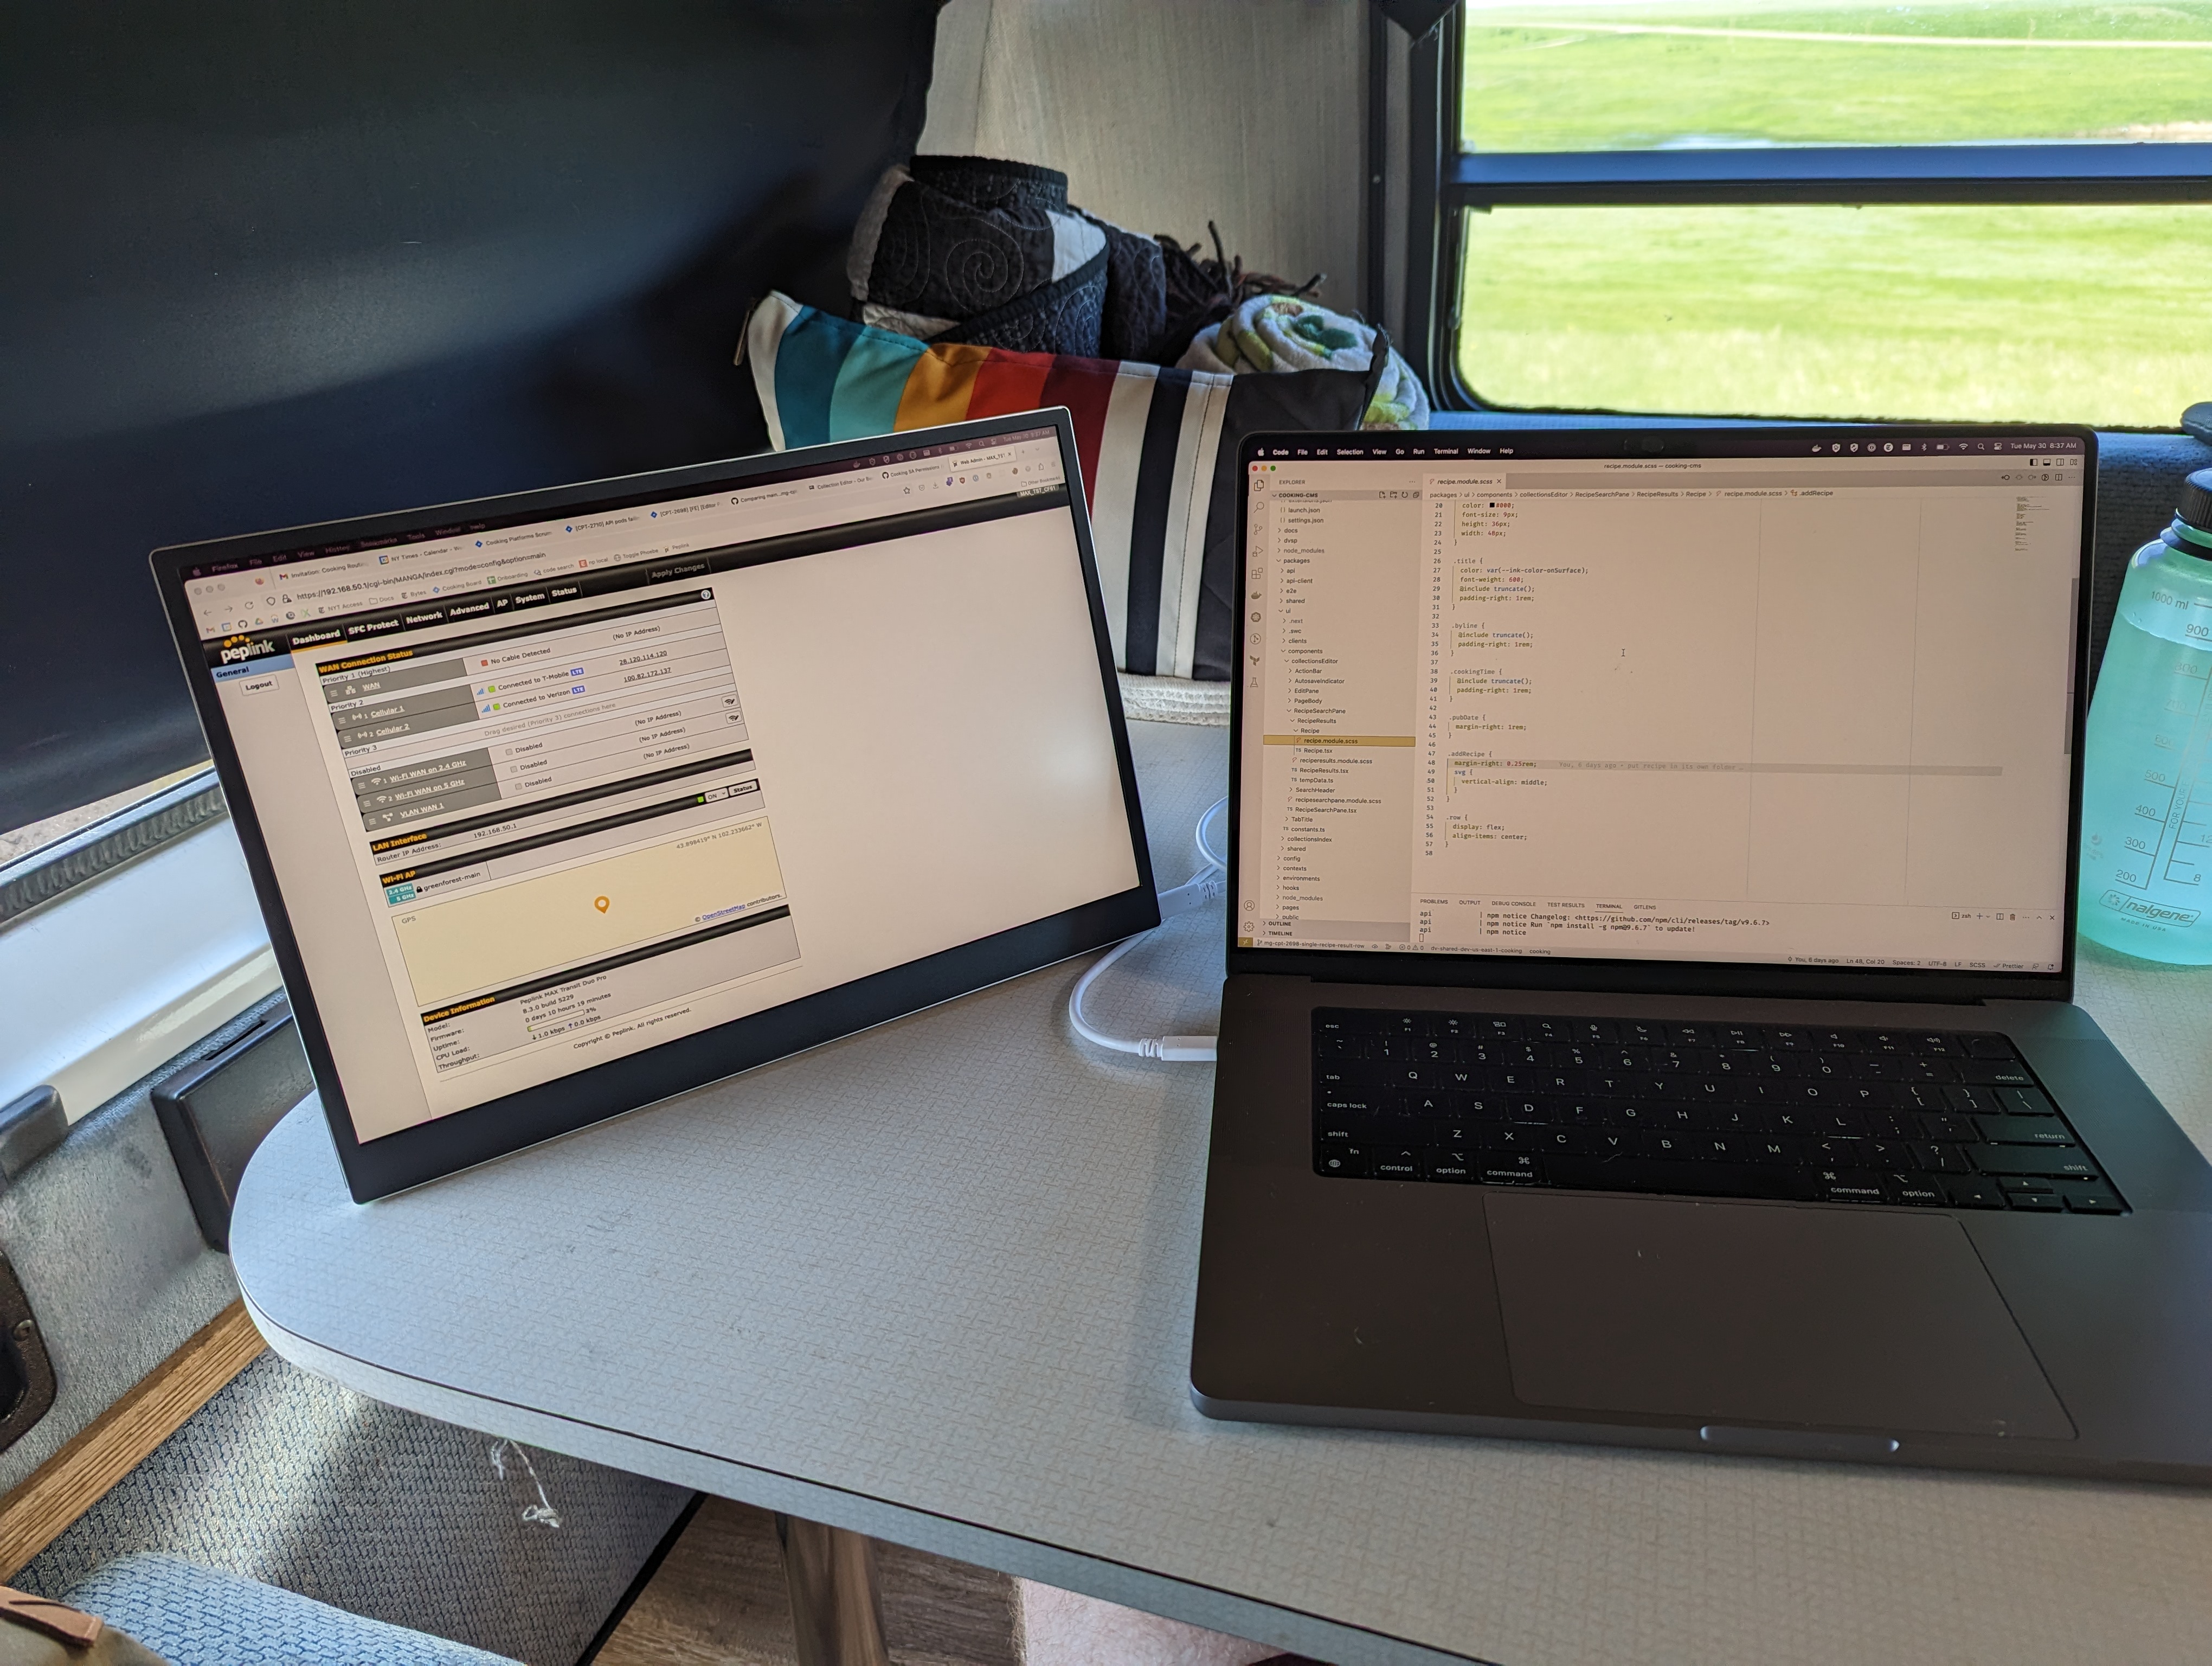 Firefox File Edit View History Bookmarks Tools Window Help
Tue May 30 8:37 AM
Invitation: Cooking Routi
NY Times - Calendar - W
Cooking Platforms Scrum
[CPT-2710] API pods faili
[CPT-2698] [FE] [Editor
Comparing main...mg-cpt
Collection Editor - Our
Cooking EA Permissions
Web Admin - MAX_TST
https://192.168.50.1/cgi-bin/MANGA/index.cgi?mode=config&option=main
NYT Access Docs Bytes Cooking Board Onboarding code search ny local Toggle Phoebe Peplink
Other Bookmarks
peplink
Dashboard SFC Protect Network Advanced AP System Status Apply Changes
General
Logout
WAN Connection Status
Priority 1 (Highest)
WAN No Cable Detected (No IP Address)
Priority 2
1 Cellular 1 Connected to T-Mobile LTE 28.120.114.120
2 Cellular 2 Connected to Verizon LTE 100.82.172.137
Priority 3
Drag desired (Priority 3) connections here
Disabled
1 Wi-Fi WAN on 2.4 GHz Disabled (No IP Address)
2 Wi-Fi WAN on 5 GHz Disabled (No IP Address)
VLAN WAN 1 Disabled (No IP Address)
LAN Interface
Router IP Address: 192.168.50.1
ON Status
Wi-Fi AP
2.4 GHz
5 GHz
greenforest-main
GPS
43.898419° N 102.233662° W
© OpenStreetMap contributors.
Device Information
Model: Peplink MAX Transit Duo Pro
Firmware: 8.3.0 build 5229
Uptime: 0 days 10 hours 19 minutes
CPU Load: 3%
Throughput: ↓ 1.0 kbps ↑ 0.0 kbps
Copyright © Peplink. All rights reserved.
Code File Edit Selection View Go Run Terminal Window Help
Tue May 30 8:37 AM
recipe.module.scss — cooking-cms
EXPLORER
COOKING-CMS
launch.json
settings.json
docs
dvsp
node_modules
packages
api
api-client
e2e
shared
ui
.next
.swc
clients
components
collectionsEditor
ActionBar
AutosaveIndicator
EditPane
PageBody
RecipeSearchPane
RecipeResults
Recipe
recipe.module.scss
Recipe.tsx
reciperesults.module.scss
RecipeResults.tsx
tempData.ts
SearchHeader
recipesearchpane.module.scss
RecipeSearchPane.tsx
TabTitle
constants.ts
collectionsIndex
shared
config
contexts
environments
hooks
node_modules
pages
public
OUTLINE
TIMELINE
recipe.module.scss
packages > ui > components > collectionsEditor > RecipeSearchPane > RecipeResults > Recipe > recipe.module.scss > .addRecipe
20 color: #000;
21 font-size: 9px;
22 height: 36px;
23 width: 48px;
24 }
25
26 .title {
27 color: var(--ink-color-onSurface);
28 font-weight: 600;
29 @include truncate();
30 padding-right: 1rem;
31 }
32
33 .byline {
34 @include truncate();
35 padding-right: 1rem;
36 }
37
38 .cookingTime {
39 @include truncate();
40 padding-right: 1rem;
41 }
42
43 .pubDate {
44 margin-right: 1rem;
45 }
46
47 .addRecipe {
48 margin-right: 0.25rem; You, 6 days ago • put recipe in its own folder
49 svg {
50 vertical-align: middle;
51 }
52 }
53
54 .row {
55 display: flex;
56 align-items: center;
57 }
58
PROBLEMS OUTPUT DEBUG CONSOLE TEST RESULTS TERMINAL GITLENS
zsh
api | npm notice Changelog: <https://github.com/npm/cli/releases/tag/v9.6.7>
api | npm notice Run `npm install -g npm@9.6.7` to update!
api | npm notice
mg-cpt-2698-single-recipe-result-row
dv-shared-dev-us-east-1-cooking cooking
You, 6 days ago Ln 48, Col 20 Spaces: 2 UTF-8 LF SCSS Prettier
esc F1 F2 F3 F4 F5 F6 F7 F8 F9 F10 F11 F12
~ ! 1 @ 2 # 3 $ 4 % 5 ^ 6 & 7 * 8 ( 9 ) 0 — - + = delete
tab Q W E R T Y U I O P { [ } ] | \
caps lock A S D F G H J K L : ; " ' return
shift Z X C V B N M < , > . ? / shift
fn control option command command option
1000 ml
900
500
400
300
200
8
nalgene
MADE IN USA